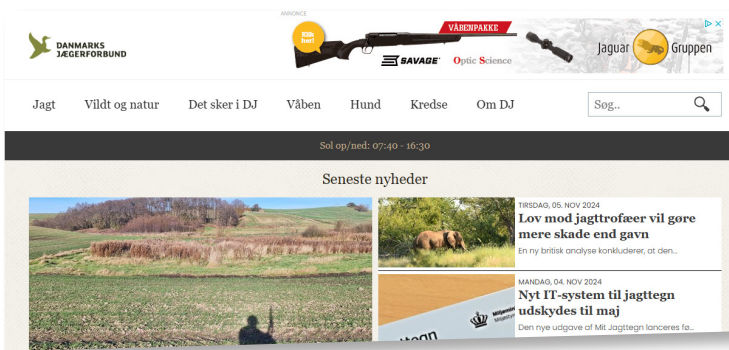 ANNONCE
DANMARKS
JÆGERFORBUND
Klik
her!
VÅBENPAKKE
SAVAGE
Optic Science
Jaguar Gruppen
Jagt Vildt og natur Det sker i DJ Våben Hund Kredse Om DJ Søg..
Sol op/ned: 07:40 - 16:30
Seneste nyheder
TIRSDAG, 05. NOV 2024
Lov mod jagttrofæer vil gøre
mere skade end gavn
En ny britisk analyse konkluderer, at den...
MANDAG, 04. NOV 2024
Nyt IT-system til jagttegn
udskydes til maj
Den nye udgave af Mit Jagttegn lanceres fø...